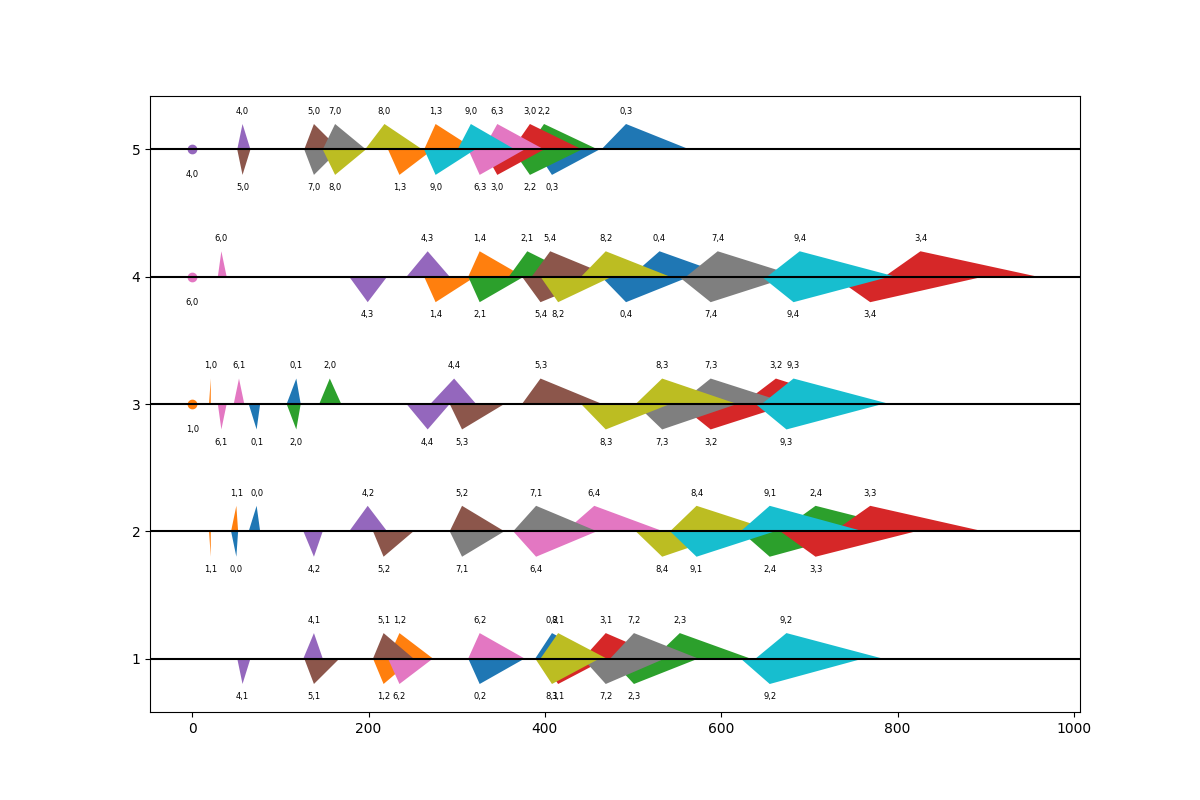 4,0 5,0 7,0 8,0 1,3 9,0 6,3 3,0 2,2 0,3
5
4,0 5,0 7,0 8,0 1,3 9,0 6,3 3,0 2,2 0,3
6,0 4,3 1,4 2,1 5,4 8,2 0,4 7,4 9,4 3,4
4
6,0 4,3 1,4 2,1 5,4 8,2 0,4 7,4 9,4 3,4
1,0 6,1 0,1 2,0 4,4 5,3 8,3 7,3 3,2 9,3
3
1,0 6,1 0,1 2,0 4,4 5,3 8,3 7,3 3,2 9,3
1,1 0,0 4,2 5,2 7,1 6,4 8,4 9,1 2,4 3,3
2
1,1 0,0 4,2 5,2 7,1 6,4 8,4 9,1 2,4 3,3
4,1 5,1 1,2 6,2 0,2 8,1 3,1 7,2 2,3 9,2
1
4,1 5,1 1,2 6,2 0,2 8,1 3,1 7,2 2,3 9,2
0 200 400 600 800 1000